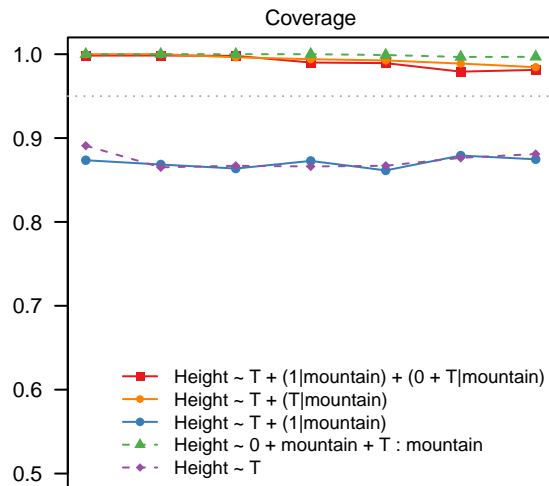 Coverage
1.0
0.9
0.8
0.7
0.6
0.5
Height ~ T + (1|mountain) + (0 + T|mountain)
Height ~ T + (T|mountain)
Height ~ T + (1|mountain)
Height ~ 0 + mountain + T : mountain
Height ~ T